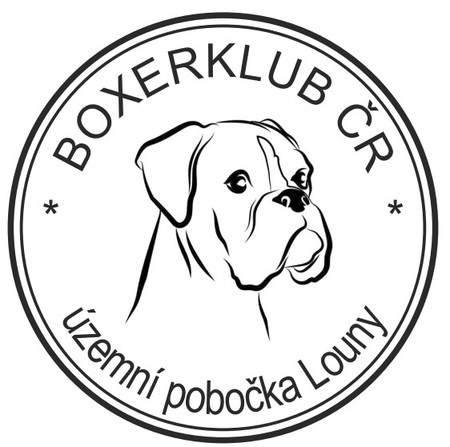 BOXERKLUB ČR
* *
územní pobočka Louny